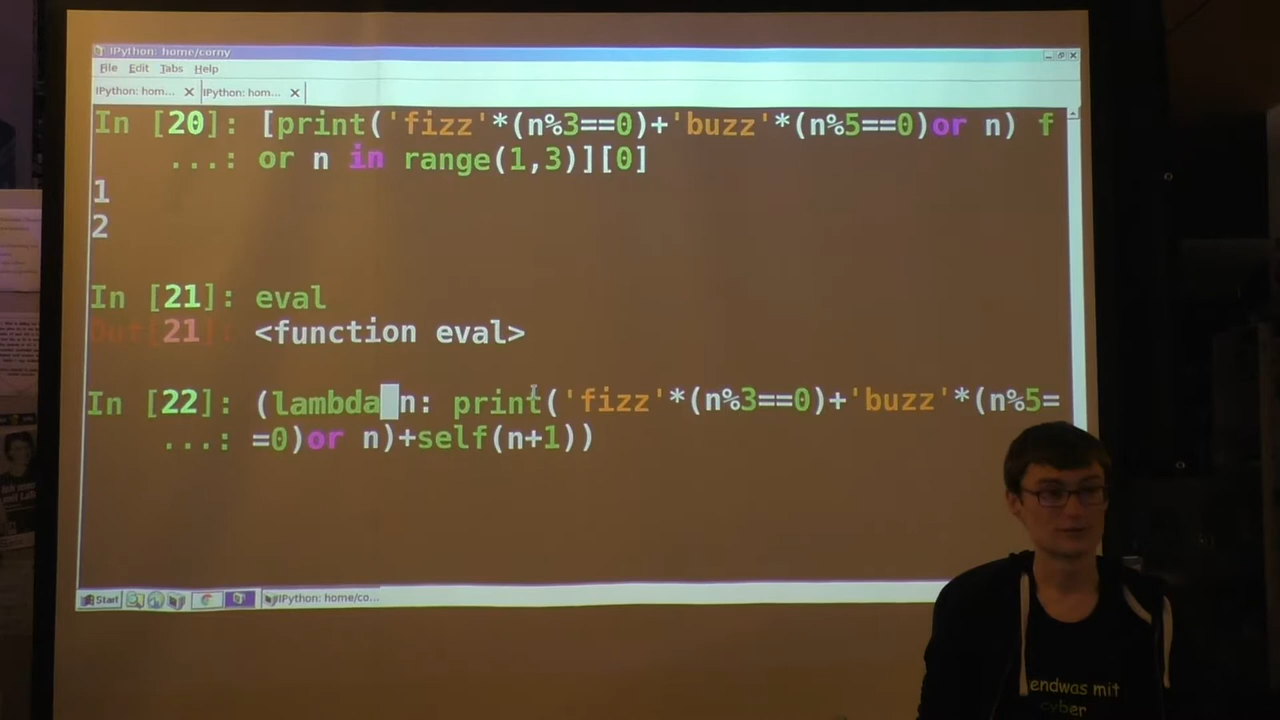 IPython: home/corny
File Edit Tabs Help
IPython: hom... IPython: hom...
In [20]: [print('fizz'*(n%3==0)+'buzz'*(n%5==0)or n) f
...: or n in range(1,3)][0]
1
2
In [21]: eval
Out[21]: <function eval>
In [22]: (lambda n: print('fizz'*(n%3==0)+'buzz'*(n%5=
...: =0)or n)+self(n+1))
Start IPython: home/co...
endwas mit
cyber